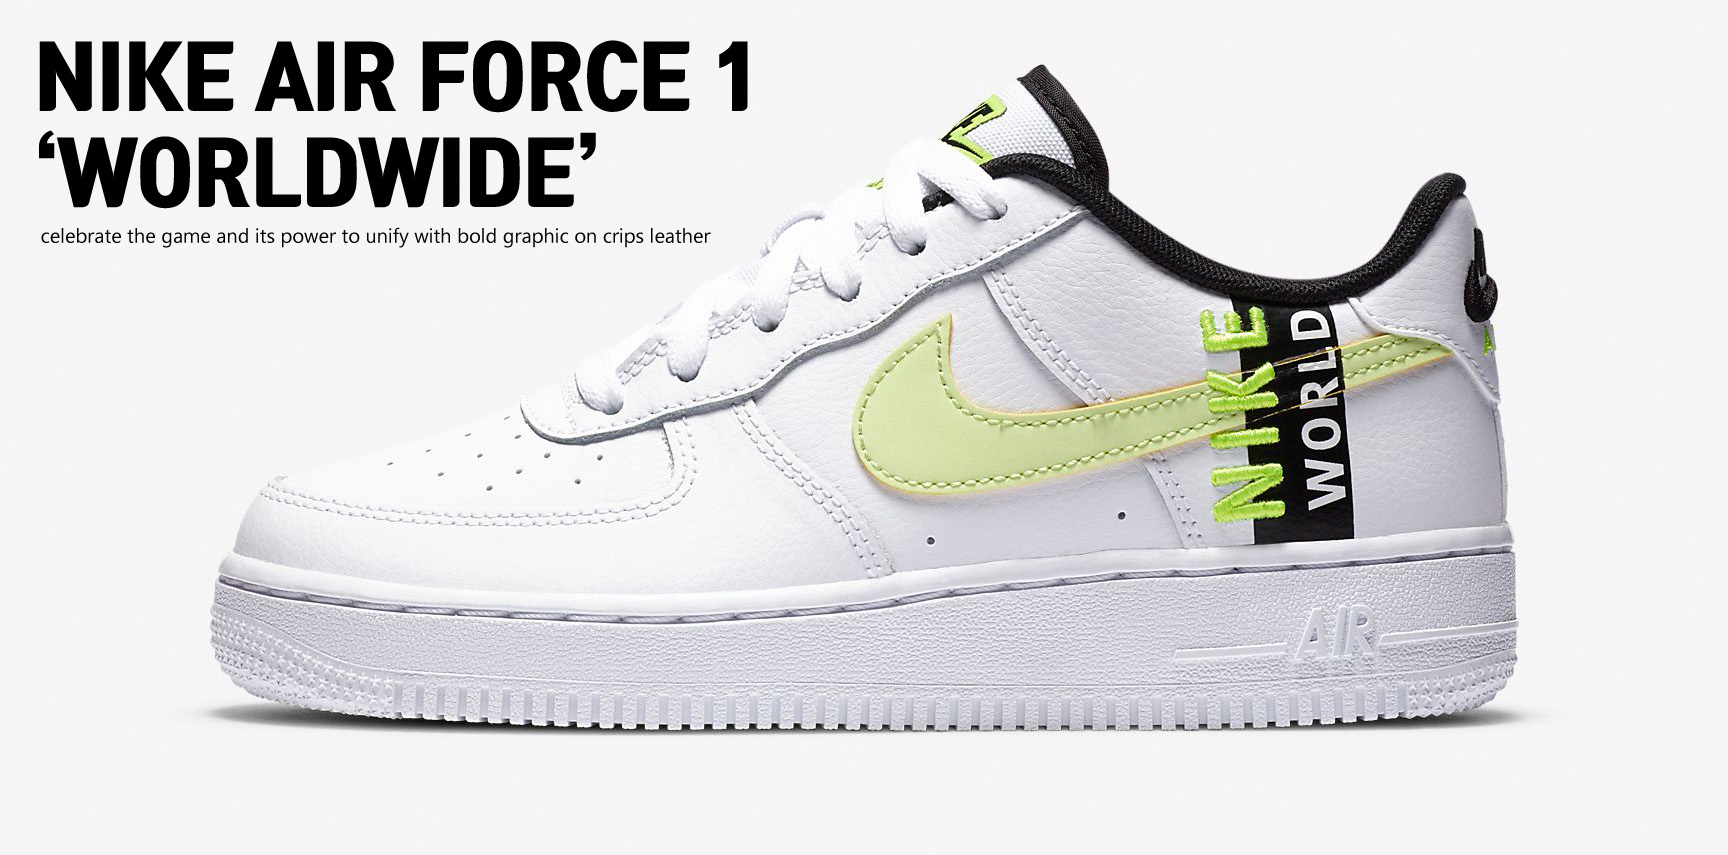 NIKE AIR FORCE 1
‘WORLDWIDE’
celebrate the game and its power to unify with bold graphic on crips leather
NIKE
WORLD
AIR